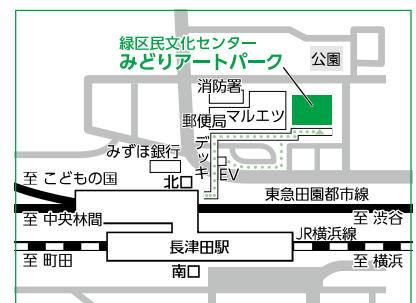 緑区民文化センター
みどりアートパーク
公園
消防署
郵便局
マルエツ
デッキ
みずほ銀行
EV
北口
至 こどもの国
東急田園都市線
至 中央林間
至 渋谷
JR横浜線
長津田駅
至 町田
至 横浜
南口